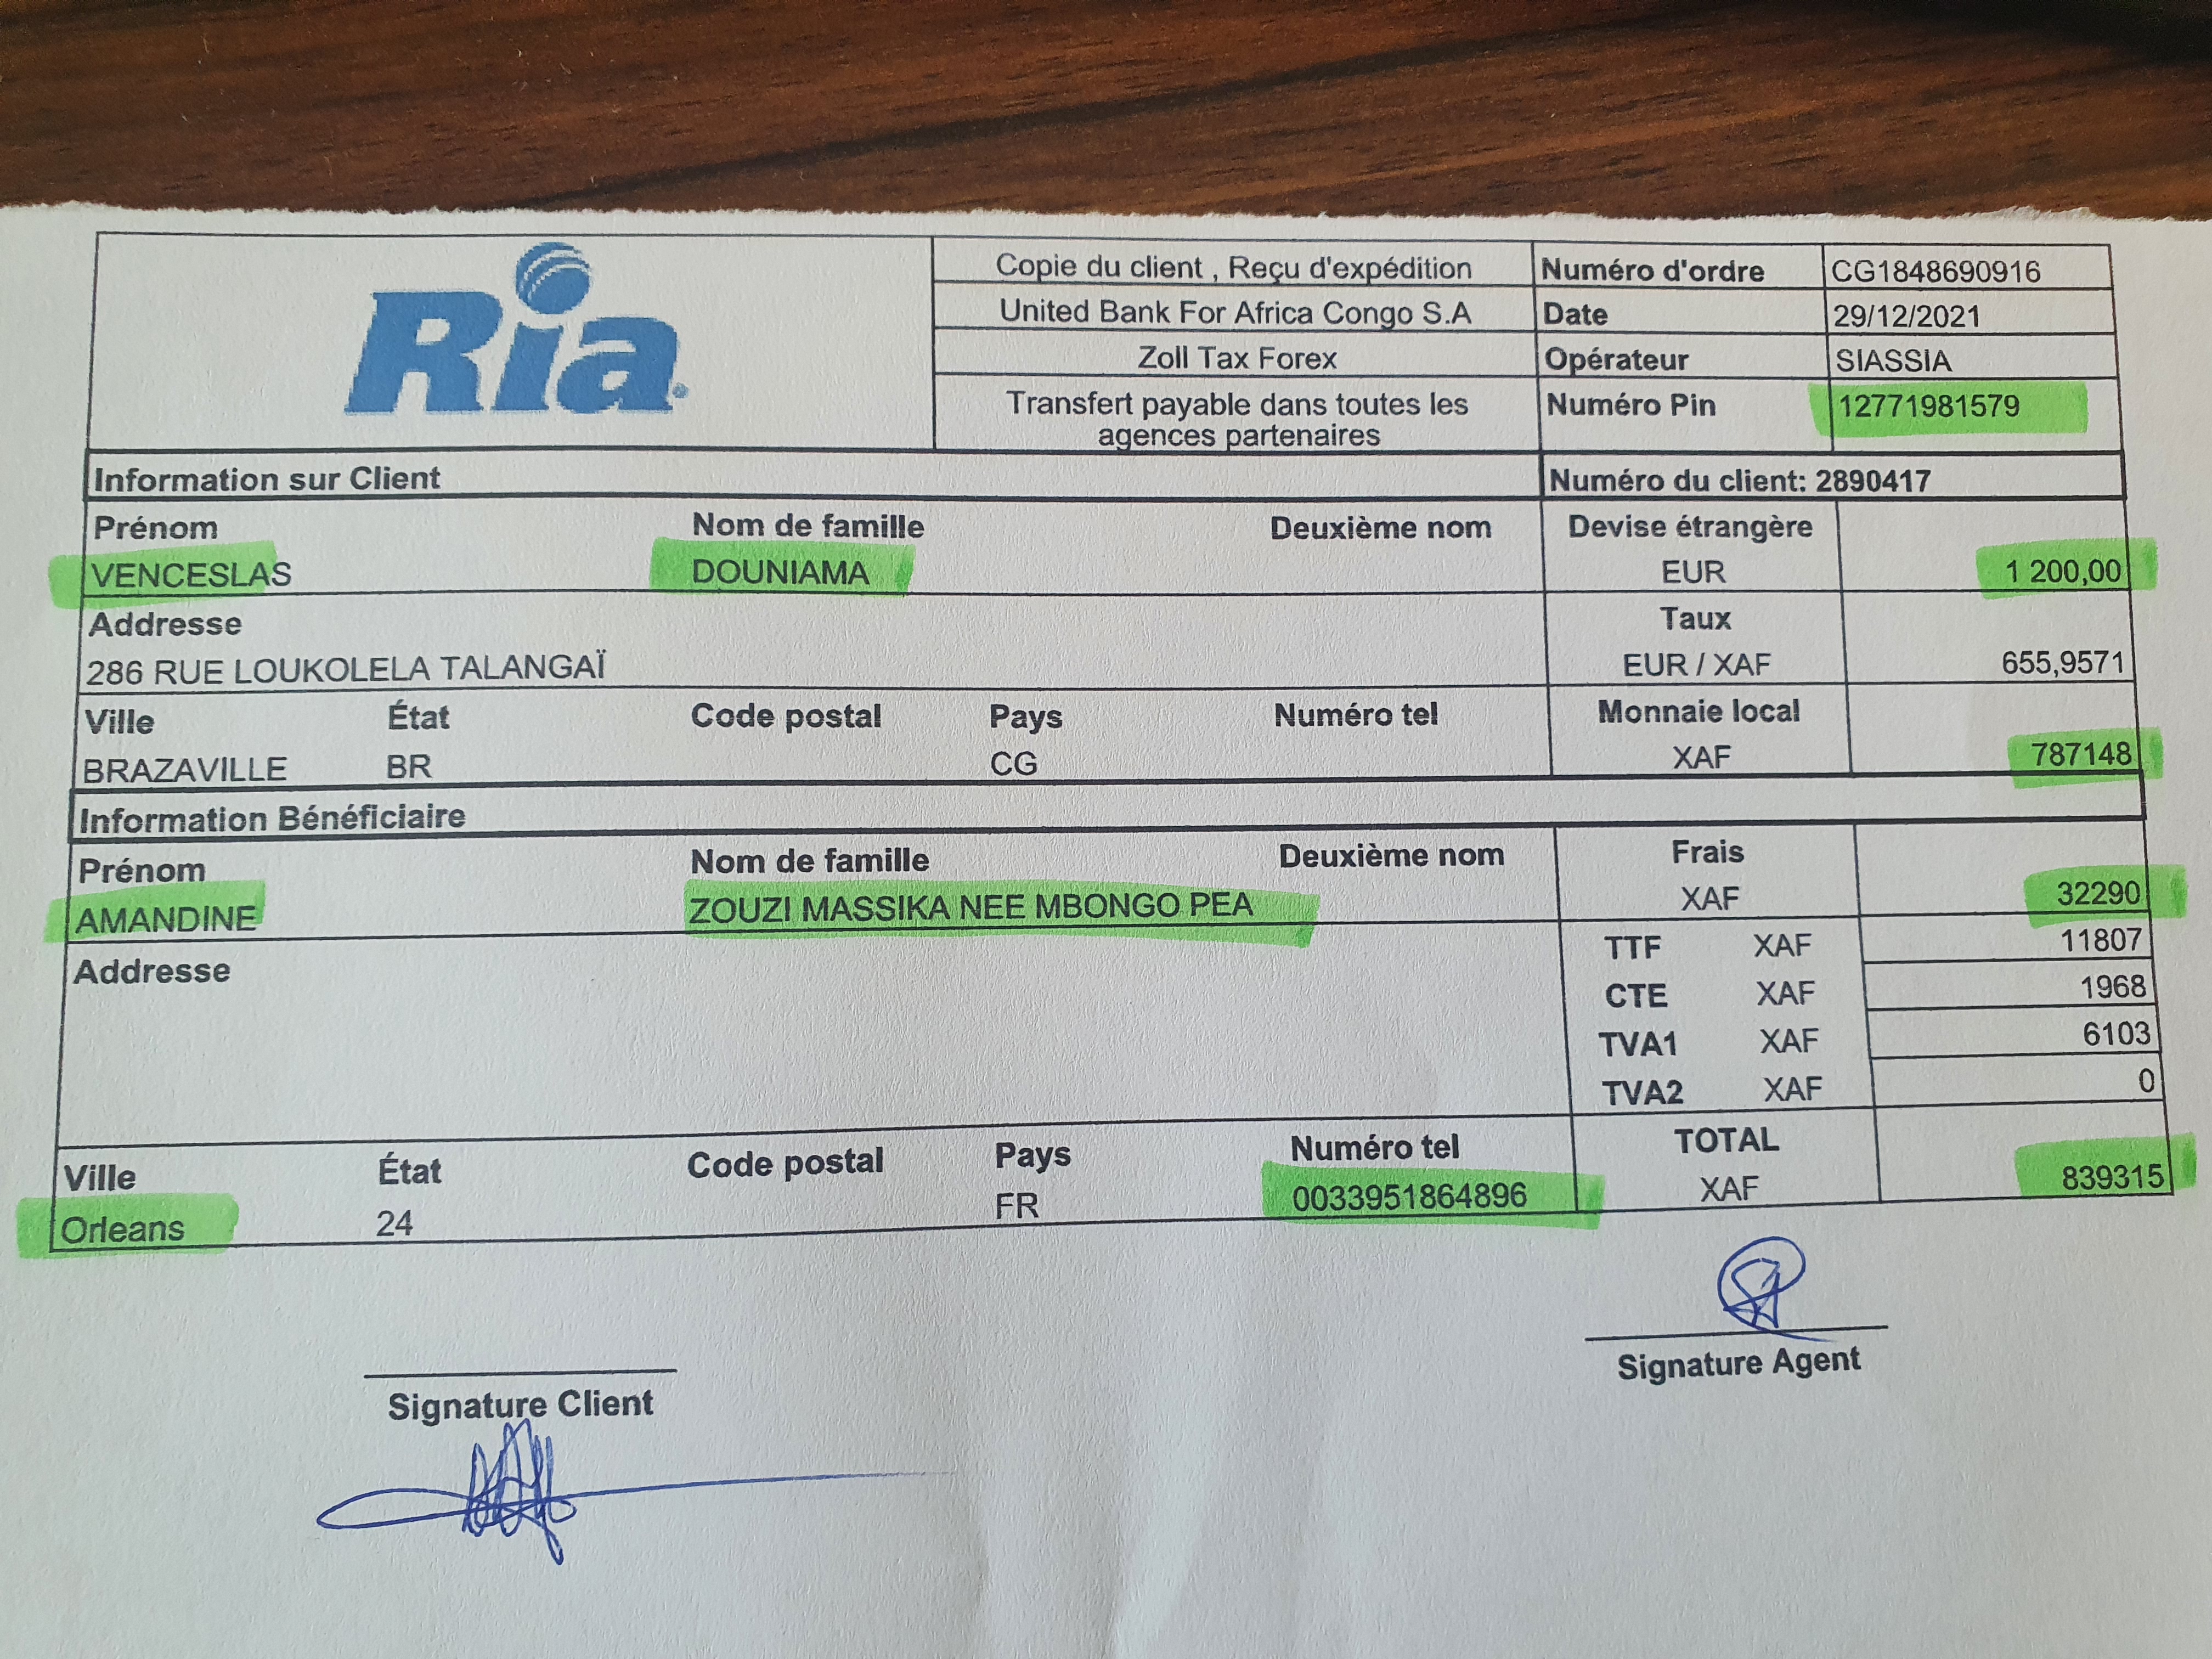 Ria
Copie du client , Reçu d'expédition
United Bank For Africa Congo S.A
Zoll Tax Forex
Transfert payable dans toutes les
agences partenaires
Numéro d'ordre CG1848690916
Date 29/12/2021
Opérateur SIASSIA
Numéro Pin 12771981579
Information sur Client
Numéro du client: 2890417
Prénom Nom de famille Deuxième nom
VENCESLAS DOUNIAMA
Devise étrangère
EUR 1 200,00
Addresse
286 RUE LOUKOLELA TALANGAÏ
Taux
EUR / XAF 655,9571
Ville État Code postal Pays Numéro tel
BRAZAVILLE BR CG
Monnaie local
XAF 787148
Information Bénéficiaire
Prénom Nom de famille Deuxième nom
AMANDINE ZOUZI MASSIKA NEE MBONGO PEA
Frais
XAF 32290
Addresse
TTF XAF 11807
CTE XAF 1968
TVA1 XAF 6103
TVA2 XAF 0
Ville État Code postal Pays Numéro tel
Orleans 24 FR 0033951864896
TOTAL
XAF 839315
Signature Client
Signature Agent